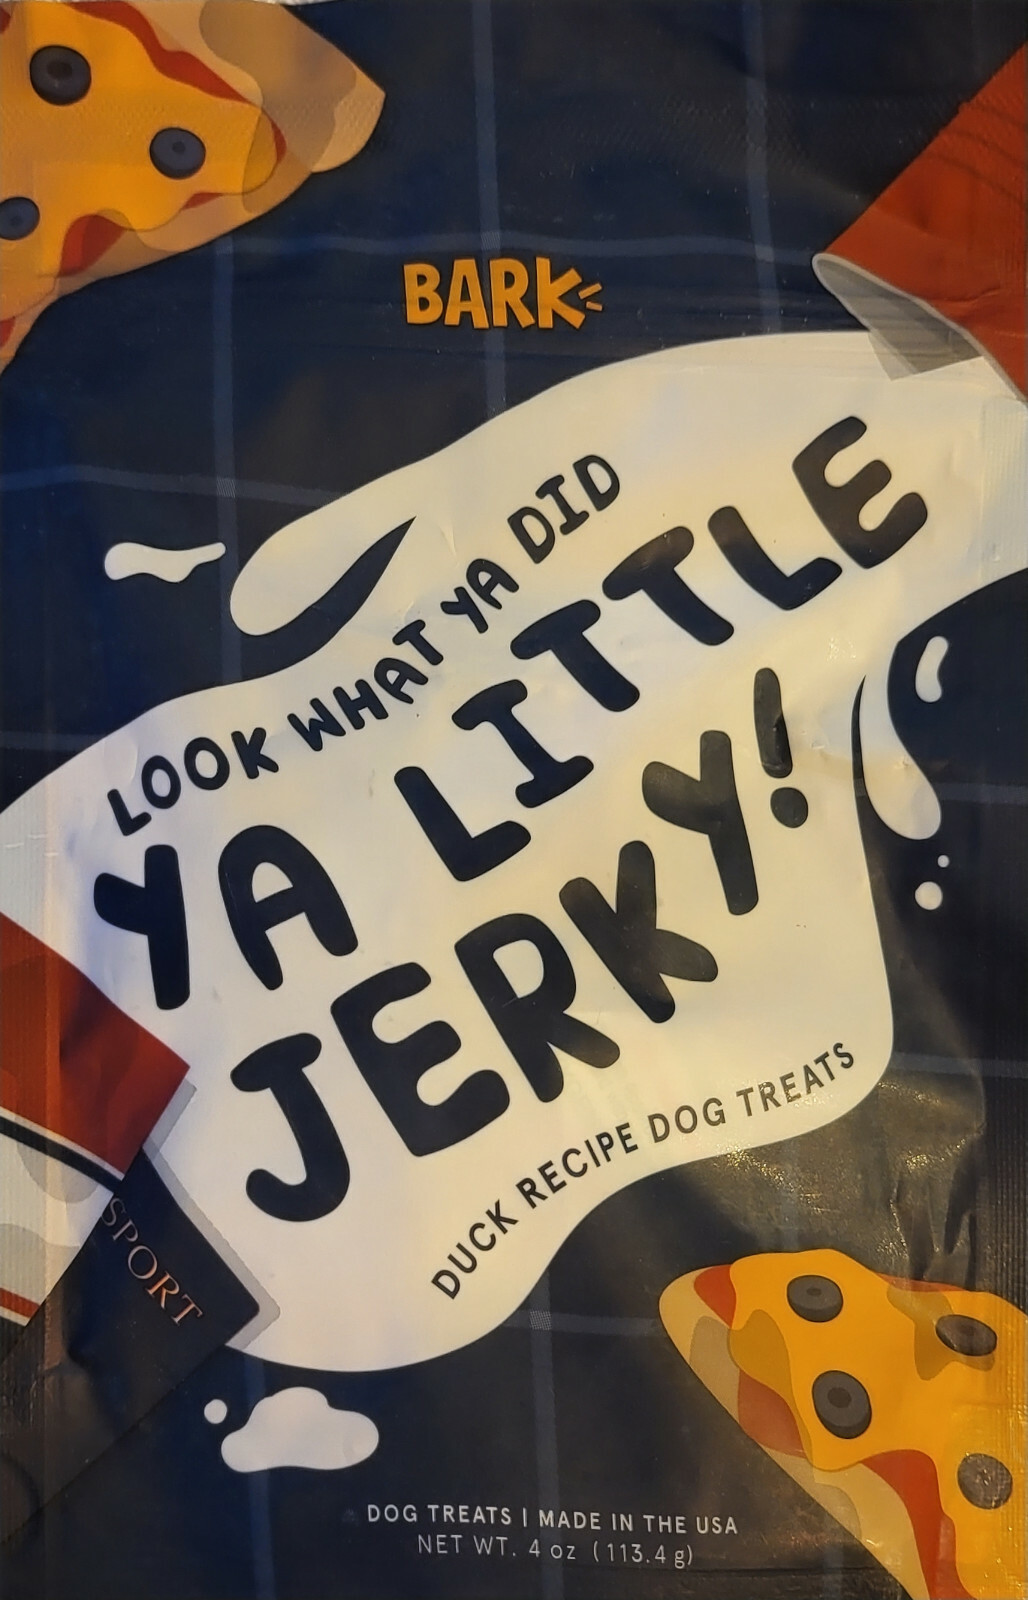 BARK
LOOK WHAT YA DID
YA LITTLE
JERKY!
DUCK RECIPE DOG TREATS
SPORT
DOG TREATS | MADE IN THE USA
NET WT. 4 oz (113.4 g)